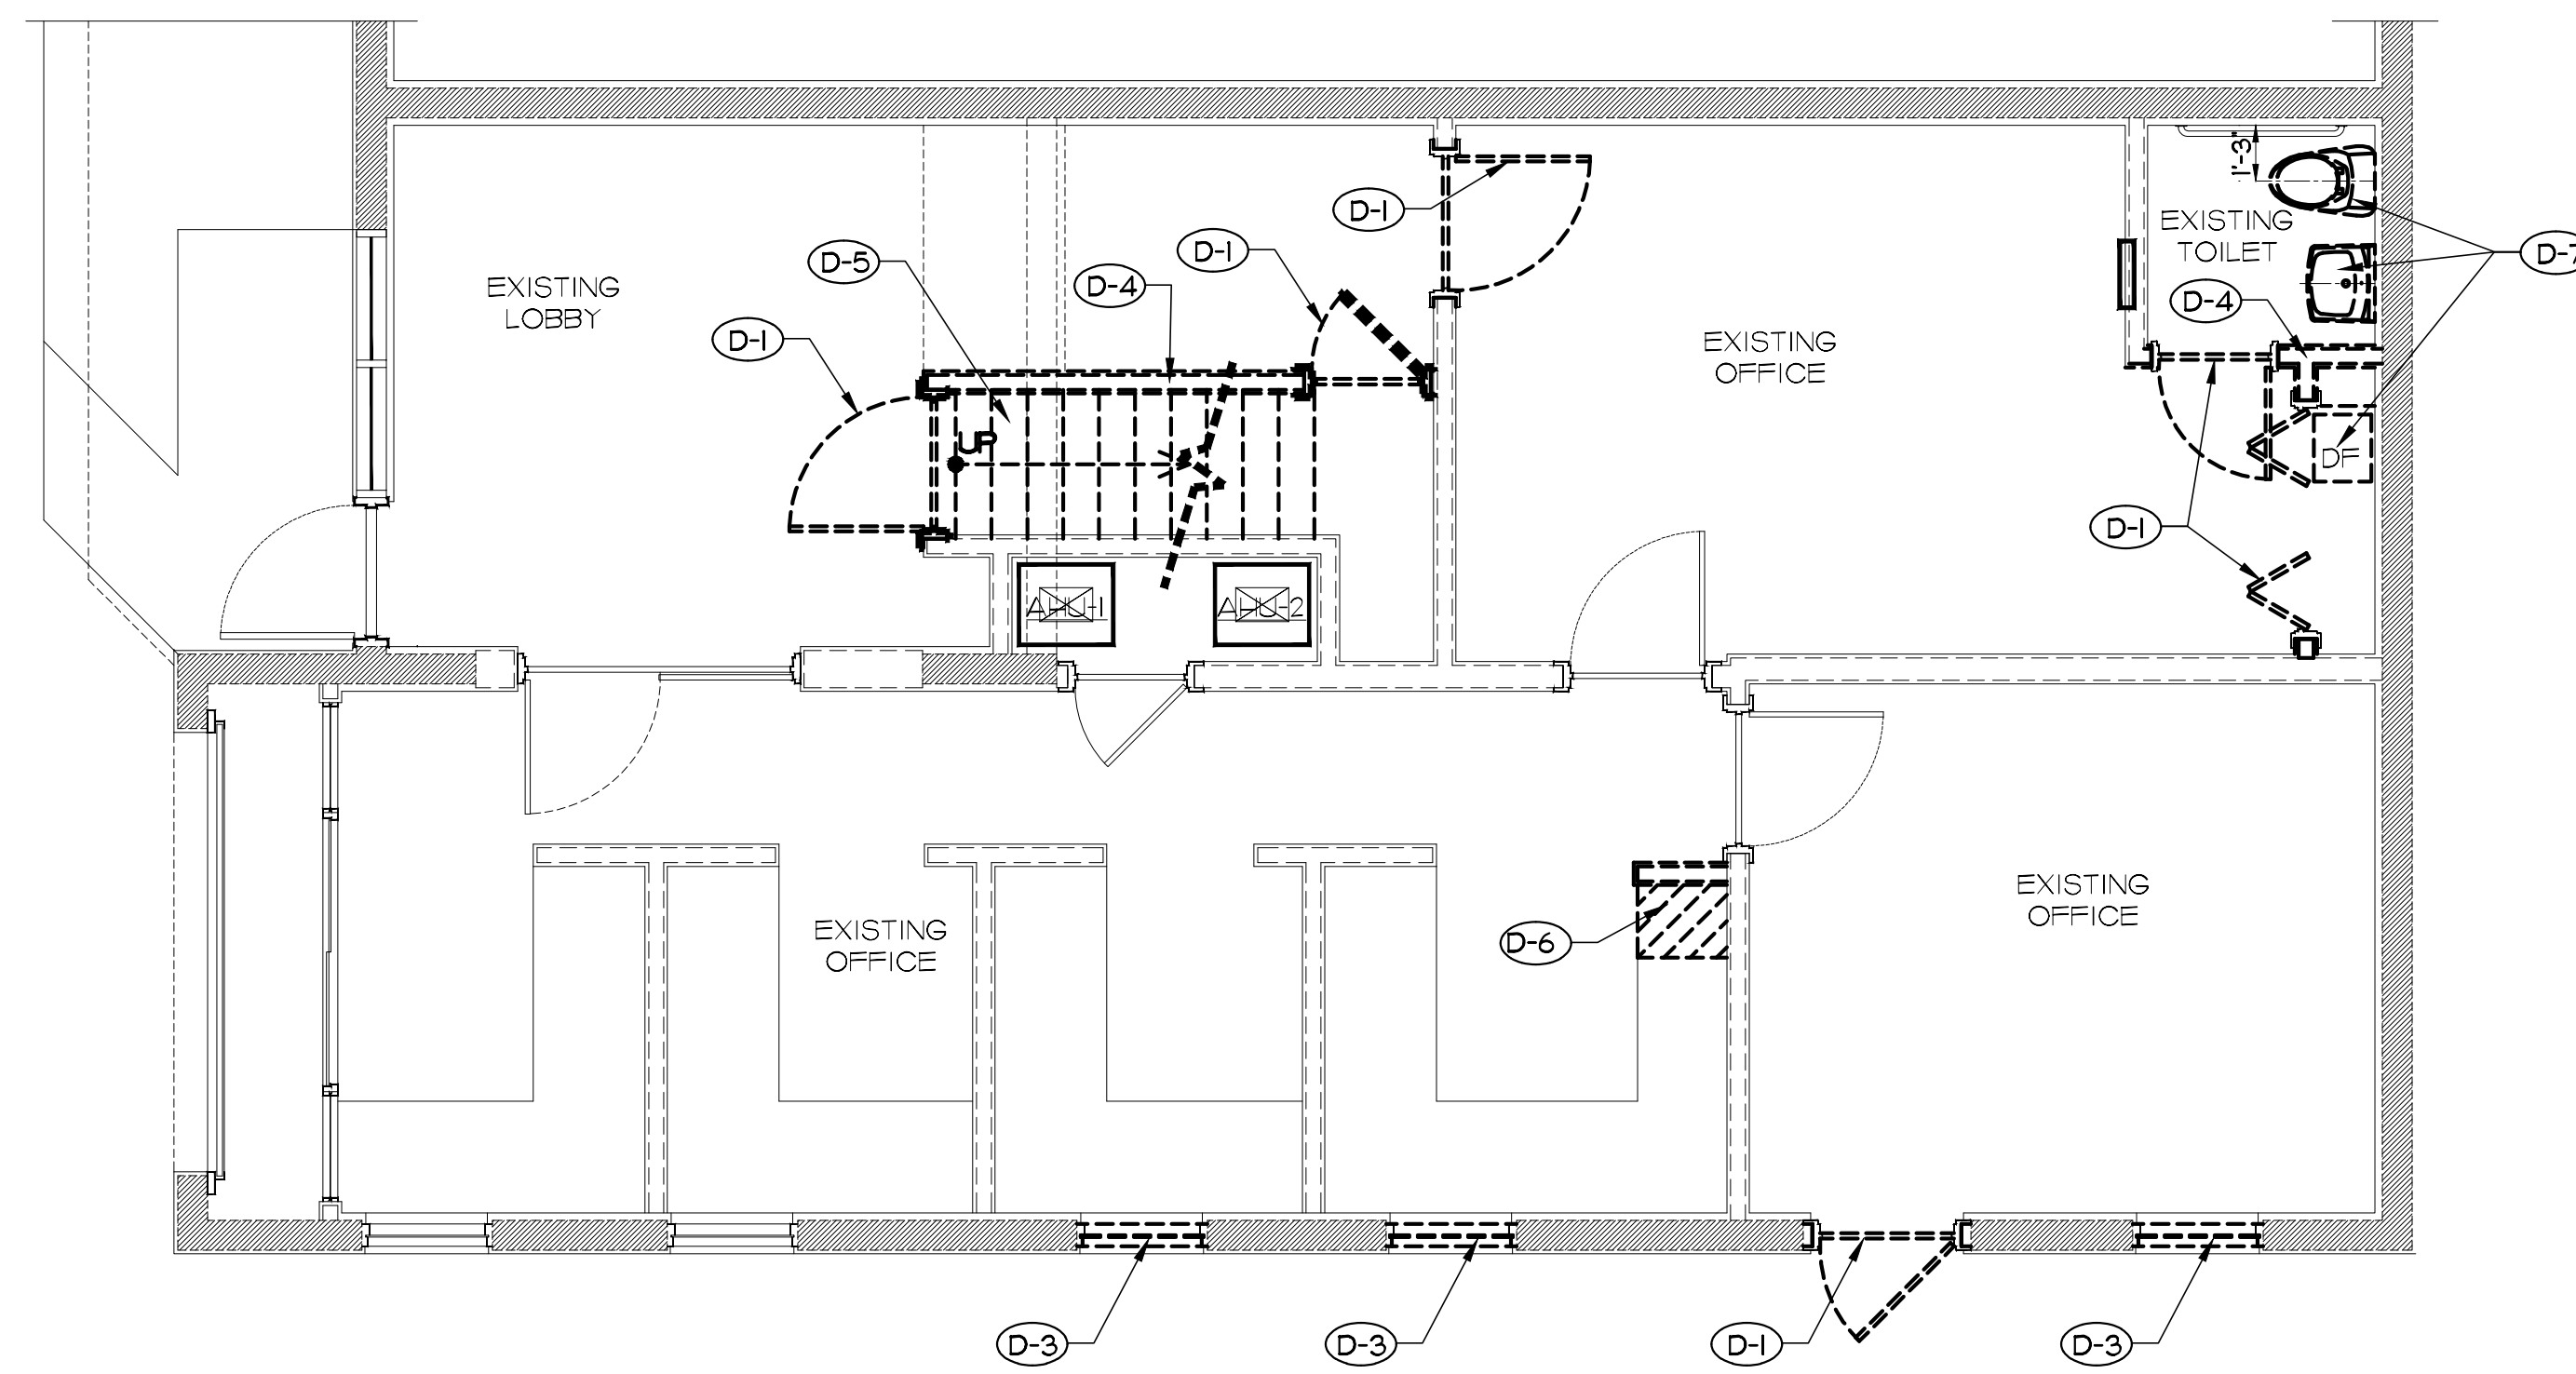 1'-3"
D-1
EXISTING
TOILET
D-7
D-1
D-5
D-4
EXISTING
LOBBY
D-4
D-1
EXISTING
OFFICE
UP
DF
D-1
AHU-1
AHU-2
EXISTING
OFFICE
EXISTING
OFFICE
D-6
D-3
D-3
D-1
D-3